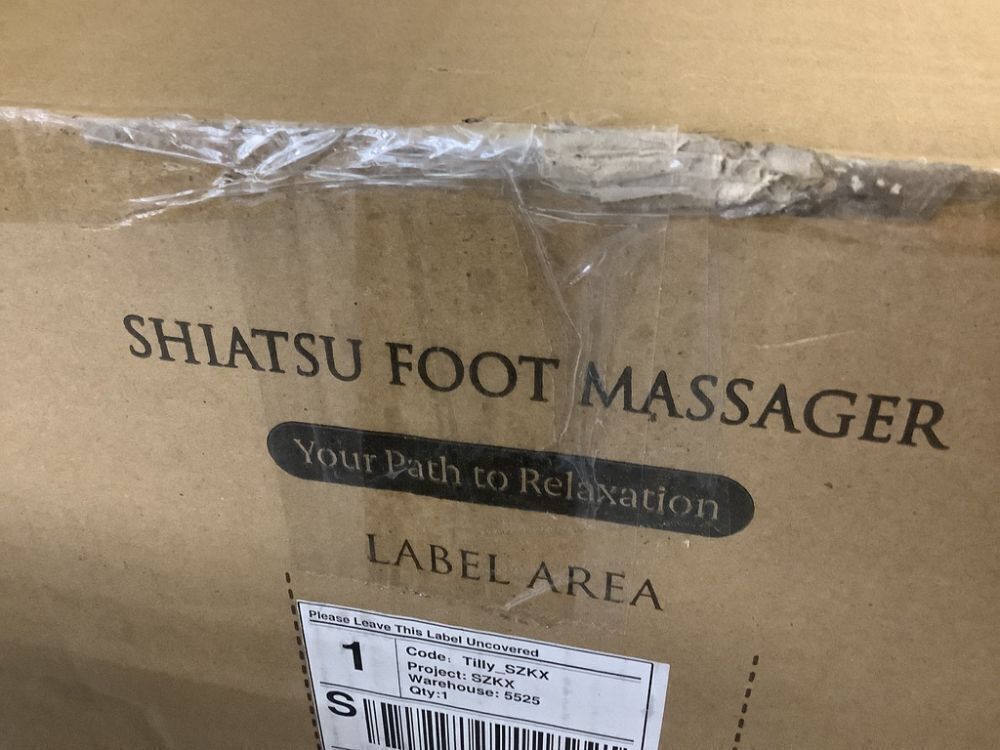 SHIATSU FOOT MASSAGER
Your Path to Relaxation
LABEL AREA
Please Leave This Label Uncovered
1
Code: Tilly_SZKX
Project: SZKX
Warehouse: 5525
Qty:1
S